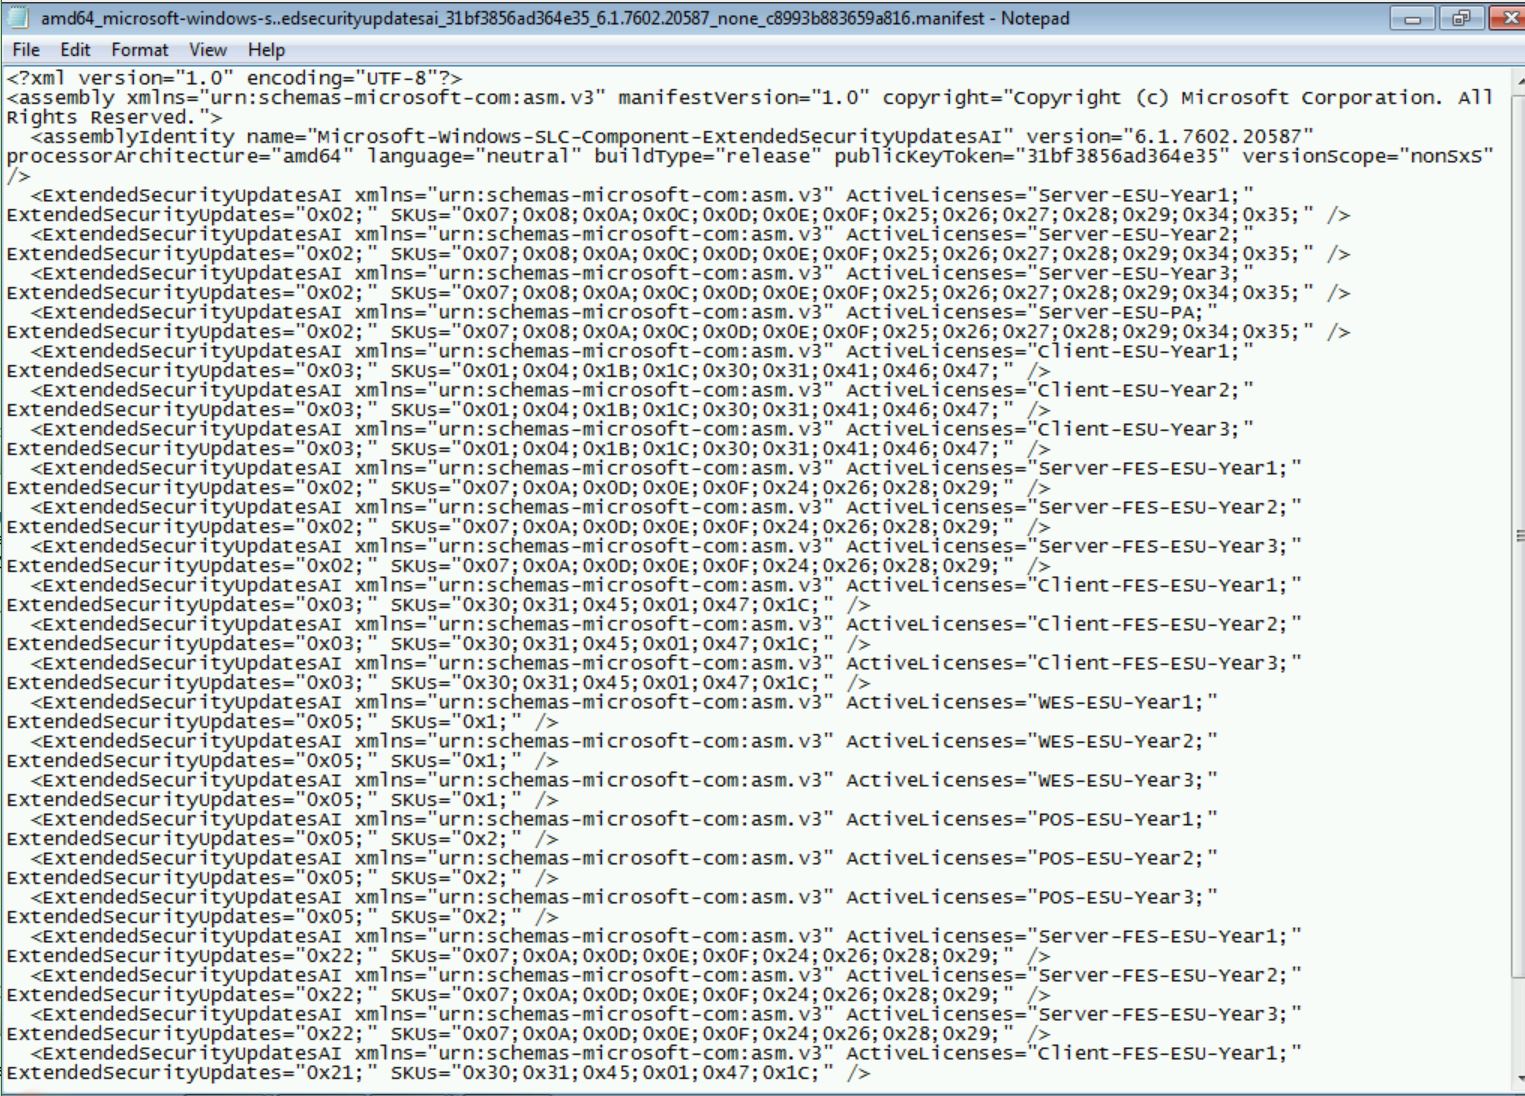 amd64_microsoft-windows-s..edsecurityupdatesai_31bf3856ad364e35_6.1.7602.20587_none_c8993b883659a816.manifest - Notepad
File Edit Format View Help
<?xml version="1.0" encoding="UTF-8"?>
<assembly xmlns="urn:schemas-microsoft-com:asm.v3" manifestVersion="1.0" copyright="Copyright (c) Microsoft Corporation. All
Rights Reserved.">
  <assemblyIdentity name="Microsoft-Windows-SLC-Component-ExtendedSecurityUpdatesAI" version="6.1.7602.20587"
processorArchitecture="amd64" language="neutral" buildType="release" publicKeyToken="31bf3856ad364e35" versionScope="nonSxS"
/>
  <ExtendedSecurityUpdatesAI xmlns="urn:schemas-microsoft-com:asm.v3" ActiveLicenses="Server-ESU-Year1;"
ExtendedSecurityUpdates="0x02;" SKUs="0x07;0x08;0x0A;0x0C;0x0D;0x0E;0x0F;0x25;0x26;0x27;0x28;0x29;0x34;0x35;" />
  <ExtendedSecurityUpdatesAI xmlns="urn:schemas-microsoft-com:asm.v3" ActiveLicenses="Server-ESU-Year2;"
ExtendedSecurityUpdates="0x02;" SKUs="0x07;0x08;0x0A;0x0C;0x0D;0x0E;0x0F;0x25;0x26;0x27;0x28;0x29;0x34;0x35;" />
  <ExtendedSecurityUpdatesAI xmlns="urn:schemas-microsoft-com:asm.v3" ActiveLicenses="Server-ESU-Year3;"
ExtendedSecurityUpdates="0x02;" SKUs="0x07;0x08;0x0A;0x0C;0x0D;0x0E;0x0F;0x25;0x26;0x27;0x28;0x29;0x34;0x35;" />
  <ExtendedSecurityUpdatesAI xmlns="urn:schemas-microsoft-com:asm.v3" ActiveLicenses="Server-ESU-PA;"
ExtendedSecurityUpdates="0x02;" SKUs="0x07;0x08;0x0A;0x0C;0x0D;0x0E;0x0F;0x25;0x26;0x27;0x28;0x29;0x34;0x35;" />
  <ExtendedSecurityUpdatesAI xmlns="urn:schemas-microsoft-com:asm.v3" ActiveLicenses="Client-ESU-Year1;"
ExtendedSecurityUpdates="0x03;" SKUs="0x01;0x04;0x1B;0x1C;0x30;0x31;0x41;0x46;0x47;" />
  <ExtendedSecurityUpdatesAI xmlns="urn:schemas-microsoft-com:asm.v3" ActiveLicenses="Client-ESU-Year2;"
ExtendedSecurityUpdates="0x03;" SKUs="0x01;0x04;0x1B;0x1C;0x30;0x31;0x41;0x46;0x47;" />
  <ExtendedSecurityUpdatesAI xmlns="urn:schemas-microsoft-com:asm.v3" ActiveLicenses="Client-ESU-Year3;"
ExtendedSecurityUpdates="0x03;" SKUs="0x01;0x04;0x1B;0x1C;0x30;0x31;0x41;0x46;0x47;" />
  <ExtendedSecurityUpdatesAI xmlns="urn:schemas-microsoft-com:asm.v3" ActiveLicenses="Server-FES-ESU-Year1;"
ExtendedSecurityUpdates="0x02;" SKUs="0x07;0x0A;0x0D;0x0E;0x0F;0x24;0x26;0x28;0x29;" />
  <ExtendedSecurityUpdatesAI xmlns="urn:schemas-microsoft-com:asm.v3" ActiveLicenses="Server-FES-ESU-Year2;"
ExtendedSecurityUpdates="0x02;" SKUs="0x07;0x0A;0x0D;0x0E;0x0F;0x24;0x26;0x28;0x29;" />
  <ExtendedSecurityUpdatesAI xmlns="urn:schemas-microsoft-com:asm.v3" ActiveLicenses="Server-FES-ESU-Year3;"
ExtendedSecurityUpdates="0x02;" SKUs="0x07;0x0A;0x0D;0x0E;0x0F;0x24;0x26;0x28;0x29;" />
  <ExtendedSecurityUpdatesAI xmlns="urn:schemas-microsoft-com:asm.v3" ActiveLicenses="Client-FES-ESU-Year1;"
ExtendedSecurityUpdates="0x03;" SKUs="0x30;0x31;0x45;0x01;0x47;0x1C;" />
  <ExtendedSecurityUpdatesAI xmlns="urn:schemas-microsoft-com:asm.v3" ActiveLicenses="Client-FES-ESU-Year2;"
ExtendedSecurityUpdates="0x03;" SKUs="0x30;0x31;0x45;0x01;0x47;0x1C;" />
  <ExtendedSecurityUpdatesAI xmlns="urn:schemas-microsoft-com:asm.v3" ActiveLicenses="Client-FES-ESU-Year3;"
ExtendedSecurityUpdates="0x03;" SKUs="0x30;0x31;0x45;0x01;0x47;0x1C;" />
  <ExtendedSecurityUpdatesAI xmlns="urn:schemas-microsoft-com:asm.v3" ActiveLicenses="WES-ESU-Year1;"
ExtendedSecurityUpdates="0x05;" SKUs="0x1;" />
  <ExtendedSecurityUpdatesAI xmlns="urn:schemas-microsoft-com:asm.v3" ActiveLicenses="WES-ESU-Year2;"
ExtendedSecurityUpdates="0x05;" SKUs="0x1;" />
  <ExtendedSecurityUpdatesAI xmlns="urn:schemas-microsoft-com:asm.v3" ActiveLicenses="WES-ESU-Year3;"
ExtendedSecurityUpdates="0x05;" SKUs="0x1;" />
  <ExtendedSecurityUpdatesAI xmlns="urn:schemas-microsoft-com:asm.v3" ActiveLicenses="POS-ESU-Year1;"
ExtendedSecurityUpdates="0x05;" SKUs="0x2;" />
  <ExtendedSecurityUpdatesAI xmlns="urn:schemas-microsoft-com:asm.v3" ActiveLicenses="POS-ESU-Year2;"
ExtendedSecurityUpdates="0x05;" SKUs="0x2;" />
  <ExtendedSecurityUpdatesAI xmlns="urn:schemas-microsoft-com:asm.v3" ActiveLicenses="POS-ESU-Year3;"
ExtendedSecurityUpdates="0x05;" SKUs="0x2;" />
  <ExtendedSecurityUpdatesAI xmlns="urn:schemas-microsoft-com:asm.v3" ActiveLicenses="Server-FES-ESU-Year1;"
ExtendedSecurityUpdates="0x22;" SKUs="0x07;0x0A;0x0D;0x0E;0x0F;0x24;0x26;0x28;0x29;" />
  <ExtendedSecurityUpdatesAI xmlns="urn:schemas-microsoft-com:asm.v3" ActiveLicenses="Server-FES-ESU-Year2;"
ExtendedSecurityUpdates="0x22;" SKUs="0x07;0x0A;0x0D;0x0E;0x0F;0x24;0x26;0x28;0x29;" />
  <ExtendedSecurityUpdatesAI xmlns="urn:schemas-microsoft-com:asm.v3" ActiveLicenses="Server-FES-ESU-Year3;"
ExtendedSecurityUpdates="0x22;" SKUs="0x07;0x0A;0x0D;0x0E;0x0F;0x24;0x26;0x28;0x29;" />
  <ExtendedSecurityUpdatesAI xmlns="urn:schemas-microsoft-com:asm.v3" ActiveLicenses="Client-FES-ESU-Year1;"
ExtendedSecurityUpdates="0x21;" SKUs="0x30;0x31;0x45;0x01;0x47;0x1C;" />